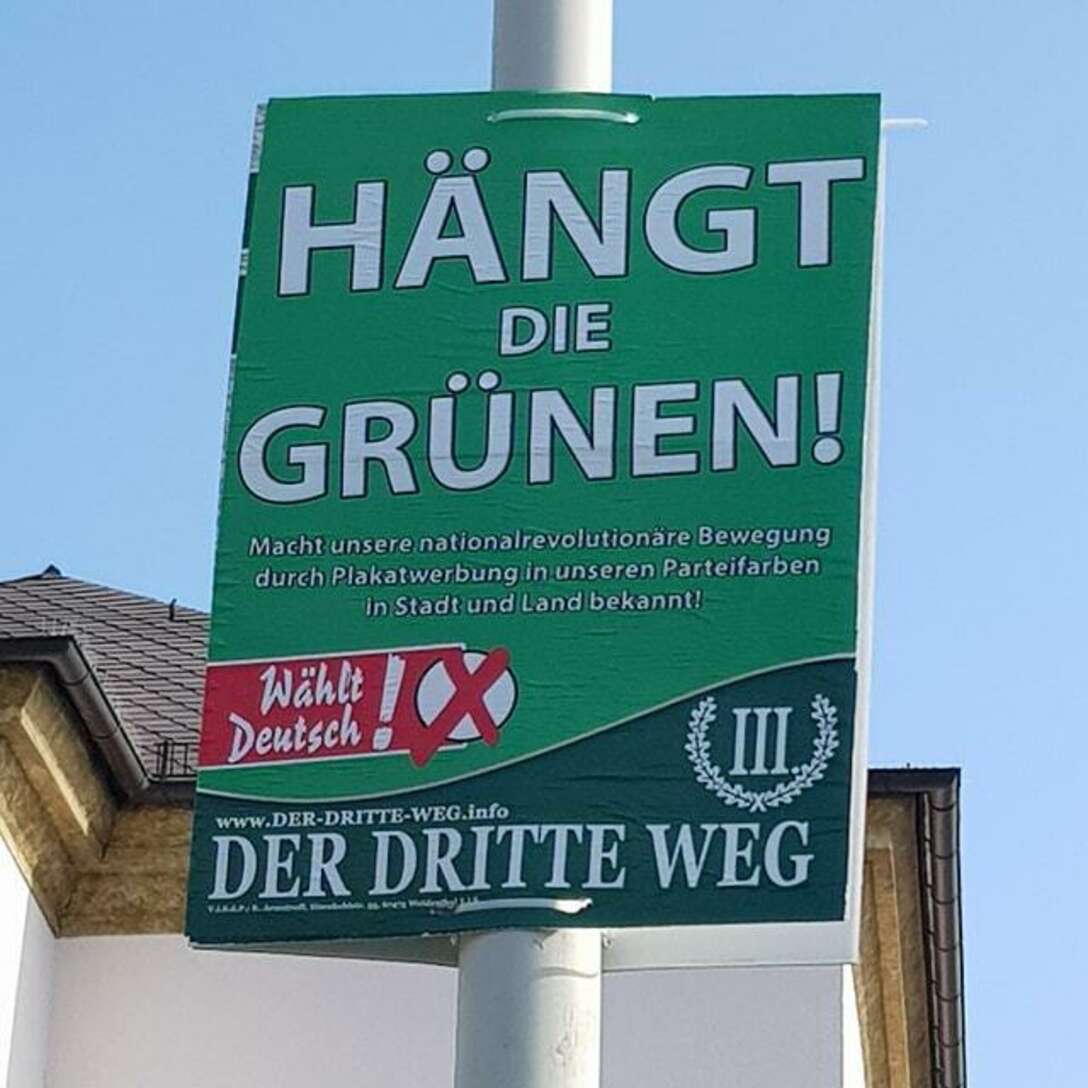 HÄNGT
DIE
GRÜNEN!
Macht unsere nationalrevolutionäre Bewegung
durch Plakatwerbung in unseren Parteifarben
in Stadt und Land bekannt!
Wählt
Deutsch!
III.
www.DER-DRITTE-WEG.info
DER DRITTE WEG